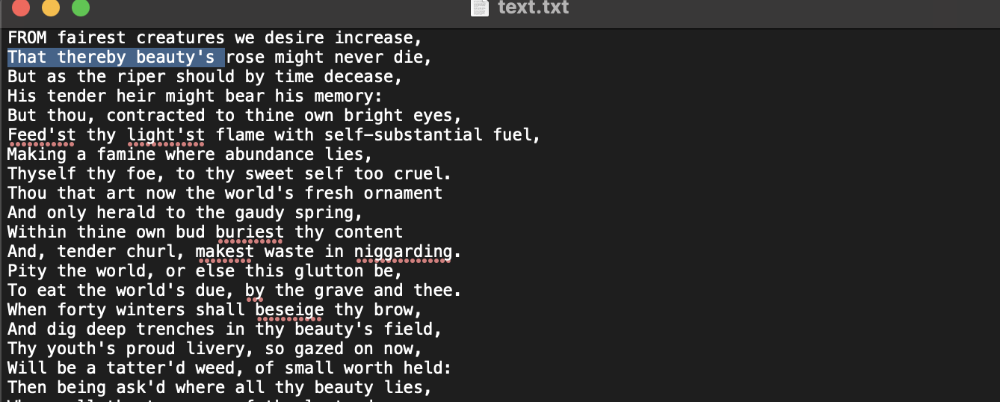 text.txt
FROM fairest creatures we desire increase,
That thereby beauty's rose might never die,
But as the riper should by time decease,
His tender heir might bear his memory:
But thou, contracted to thine own bright eyes,
Feed'st thy light'st flame with self-substantial fuel,
Making a famine where abundance lies,
Thyself thy foe, to thy sweet self too cruel.
Thou that art now the world's fresh ornament
And only herald to the gaudy spring,
Within thine own bud buriest thy content
And, tender churl, makest waste in niggarding.
Pity the world, or else this glutton be,
To eat the world's due, by the grave and thee.
When forty winters shall beseige thy brow,
And dig deep trenches in thy beauty's field,
Thy youth's proud livery, so gazed on now,
Will be a tatter'd weed, of small worth held:
Then being ask'd where all thy beauty lies,